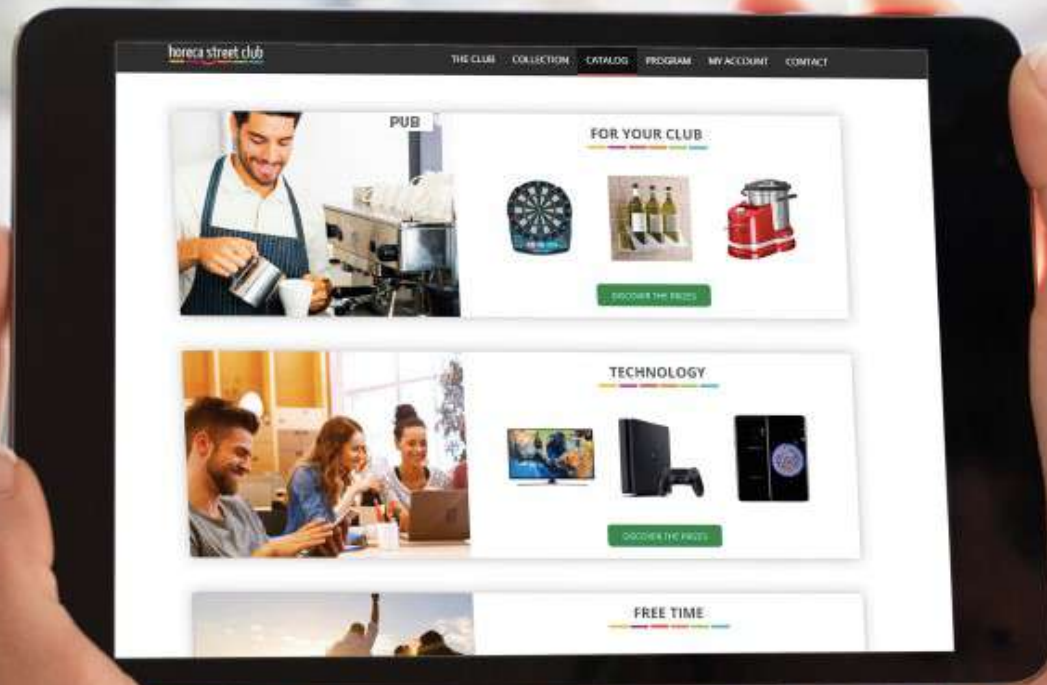 horeca street club
THE CLUB COLLECTION CATALOG PROGRAM MY ACCOUNT CONTACT
PUB
FOR YOUR CLUB
DISCOVER THE PRIZES
TECHNOLOGY
DISCOVER THE PRIZES
FREE TIME